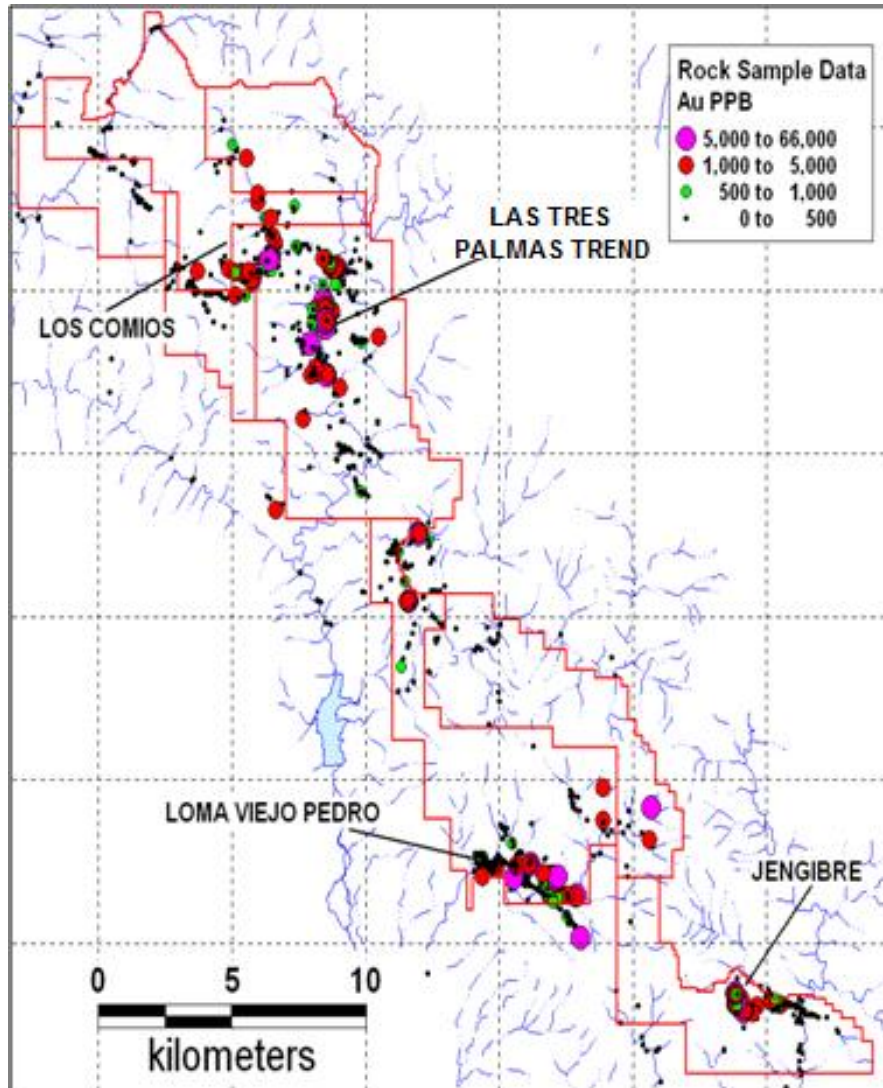 Rock Sample Data
Au PPB
5,000 to 66,000
1,000 to 5,000
500 to 1,000
0 to 500
LAS TRES
PALMAS TREND
LOS COMIOS
LOMA VIEJO PEDRO
JENGIBRE
0 5 10
kilometers